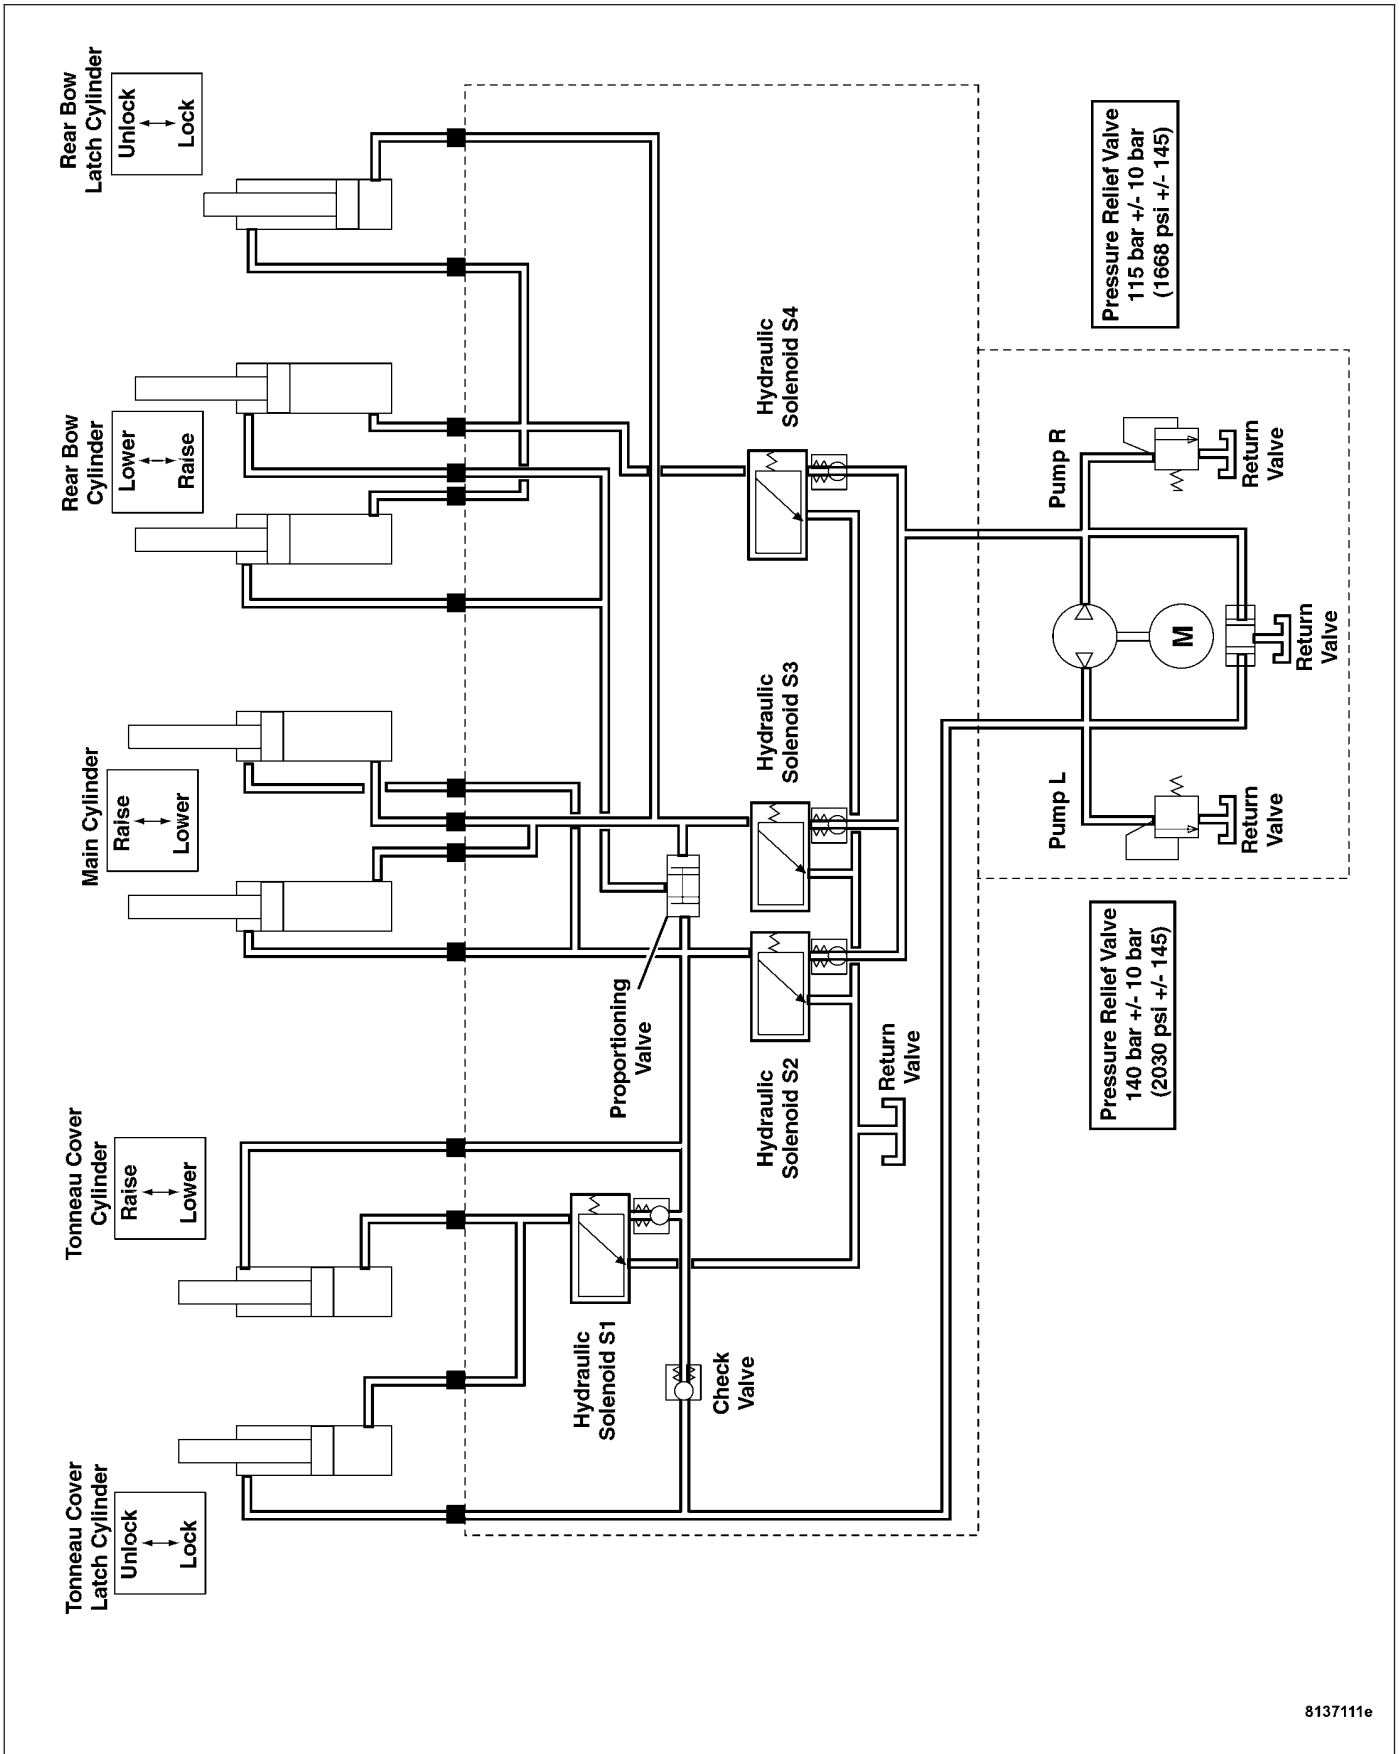 Tonneau Cover
Latch Cylinder
Unlock
Lock
Tonneau Cover
Cylinder
Raise
Lower
Main Cylinder
Raise
Lower
Rear Bow
Cylinder
Lower
Raise
Rear Bow
Latch Cylinder
Unlock
Lock
Hydraulic
Solenoid S1
Check
Valve
Proportioning
Valve
Hydraulic
Solenoid S2
Hydraulic
Solenoid S3
Hydraulic
Solenoid S4
Return
Valve
Pump L
Pump R
M
Return
Valve
Return
Valve
Return
Valve
Pressure Relief Valve
140 bar +/- 10 bar
(2030 psi +/- 145)
Pressure Relief Valve
115 bar +/- 10 bar
(1668 psi +/- 145)
8137111e